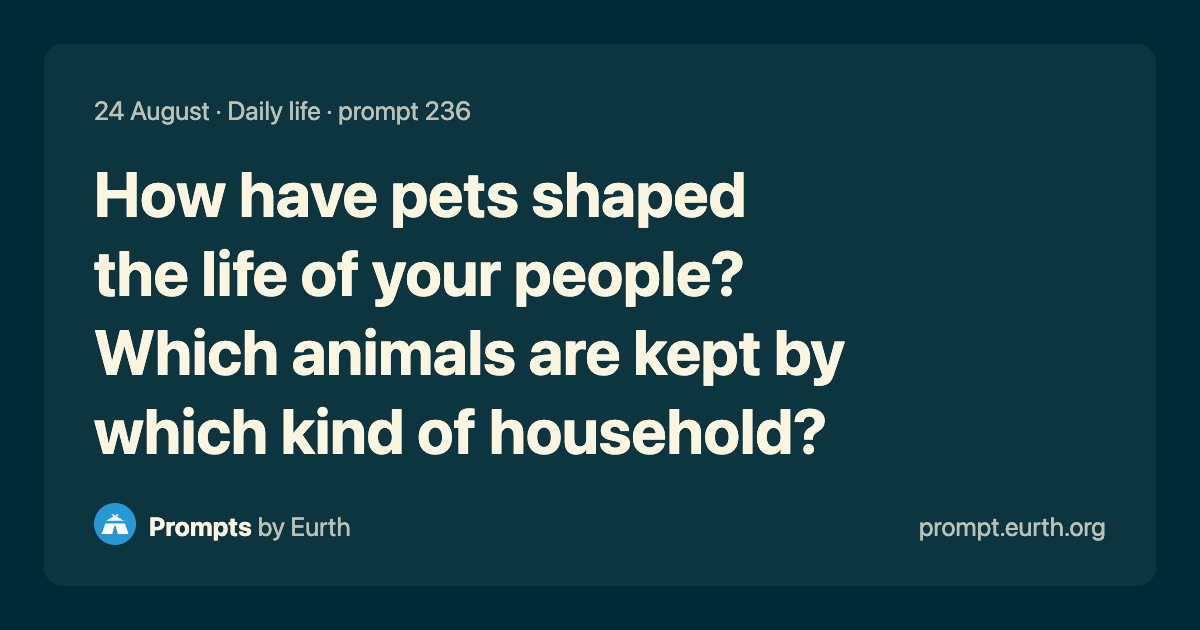 24 August · Daily life · prompt 236
How have pets shaped
the life of your people?
Which animals are kept by
which kind of household?
Prompts by Eurth
prompt.eurth.org